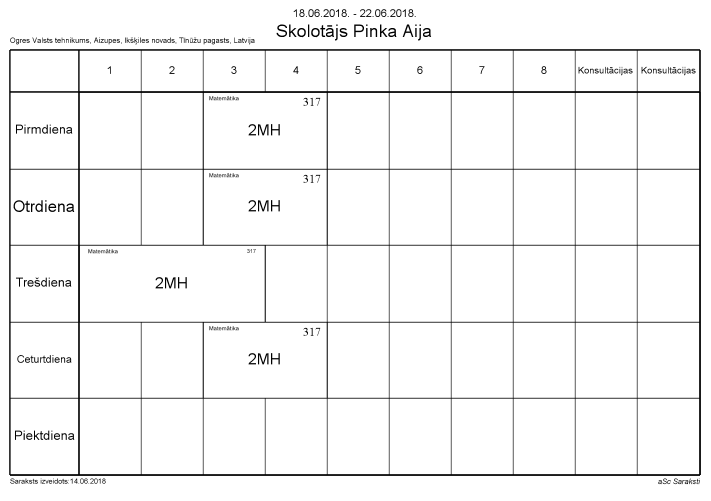 18.06.2018. - 22.06.2018.
Skolotājs Pinka Aija
Ogres Valsts tehnikums, Aizupes, Ikšķiles novads, Tīnūžu pagasts, Latvija
1 2 3 4 5 6 7 8 Konsultācijas Konsultācijas
Matemātika 317
Pirmdiena 2MH
Matemātika 317
Otrdiena 2MH
Matemātika 317
Trešdiena 2MH
Matemātika 317
Ceturtdiena 2MH
Piektdiena
Saraksts izveidots:14.06.2018 aSc Saraksti